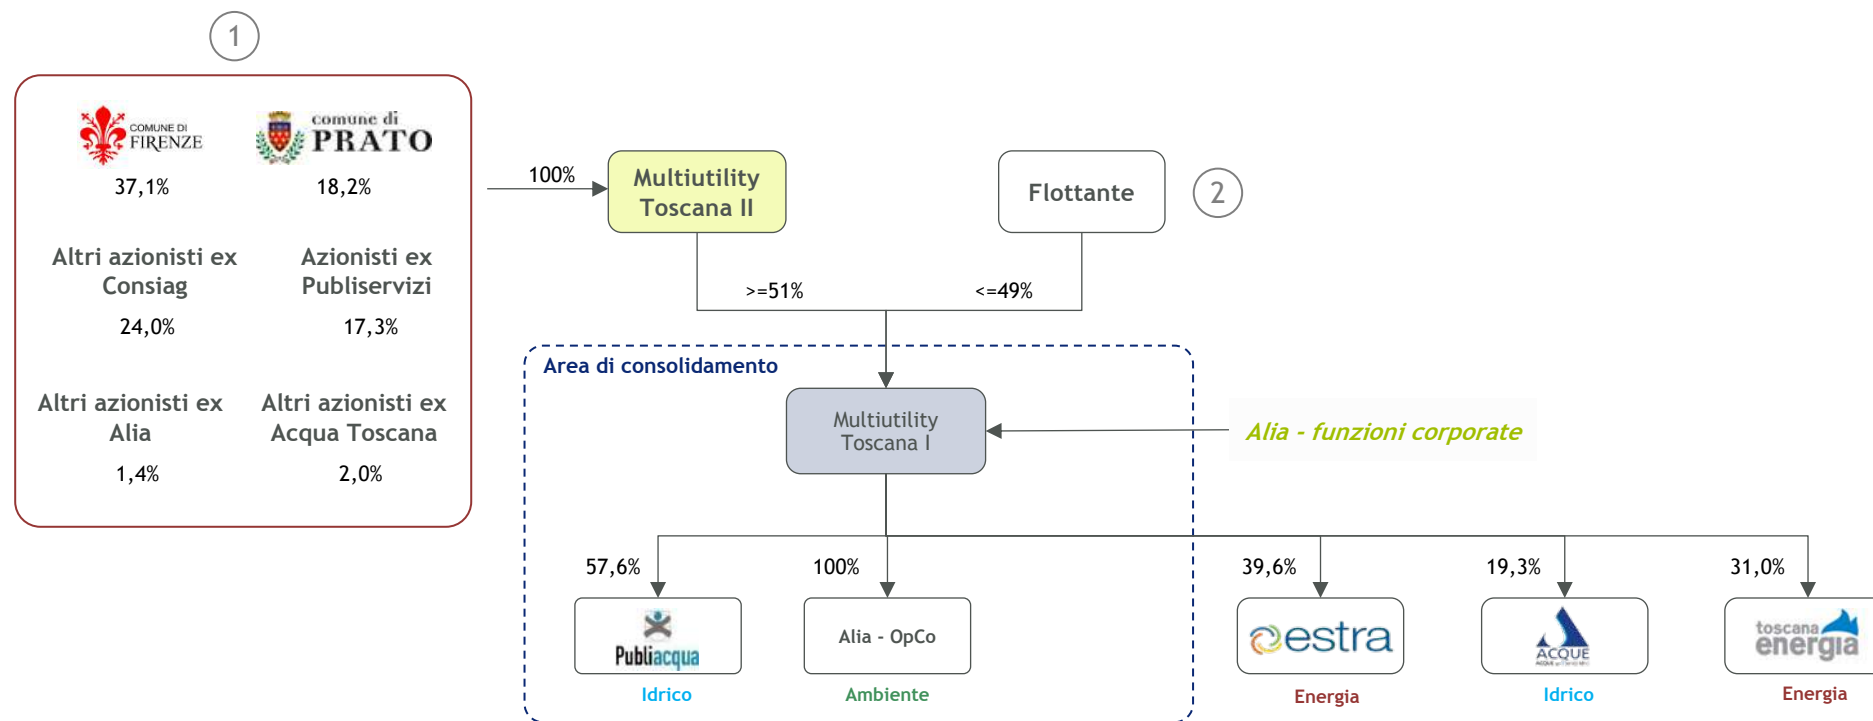 1
COMUNE DI
FIRENZE
37,1%
comune di
PRATO
18,2%
Altri azionisti ex
Consiag
24,0%
Azionisti ex
Publiservizi
17,3%
Altri azionisti ex
Alia
1,4%
Altri azionisti ex
Acqua Toscana
2,0%
100%
Multiutility
Toscana II
Flottante
2
>=51%
<=49%
Area di consolidamento
Multiutility
Toscana I
Alia - funzioni corporate
57,6%
100%
39,6%
19,3%
31,0%
Publiacqua
Alia - OpCo
estra
ACQUE
toscana
energia
Idrico
Ambiente
Energia
Idrico
Energia